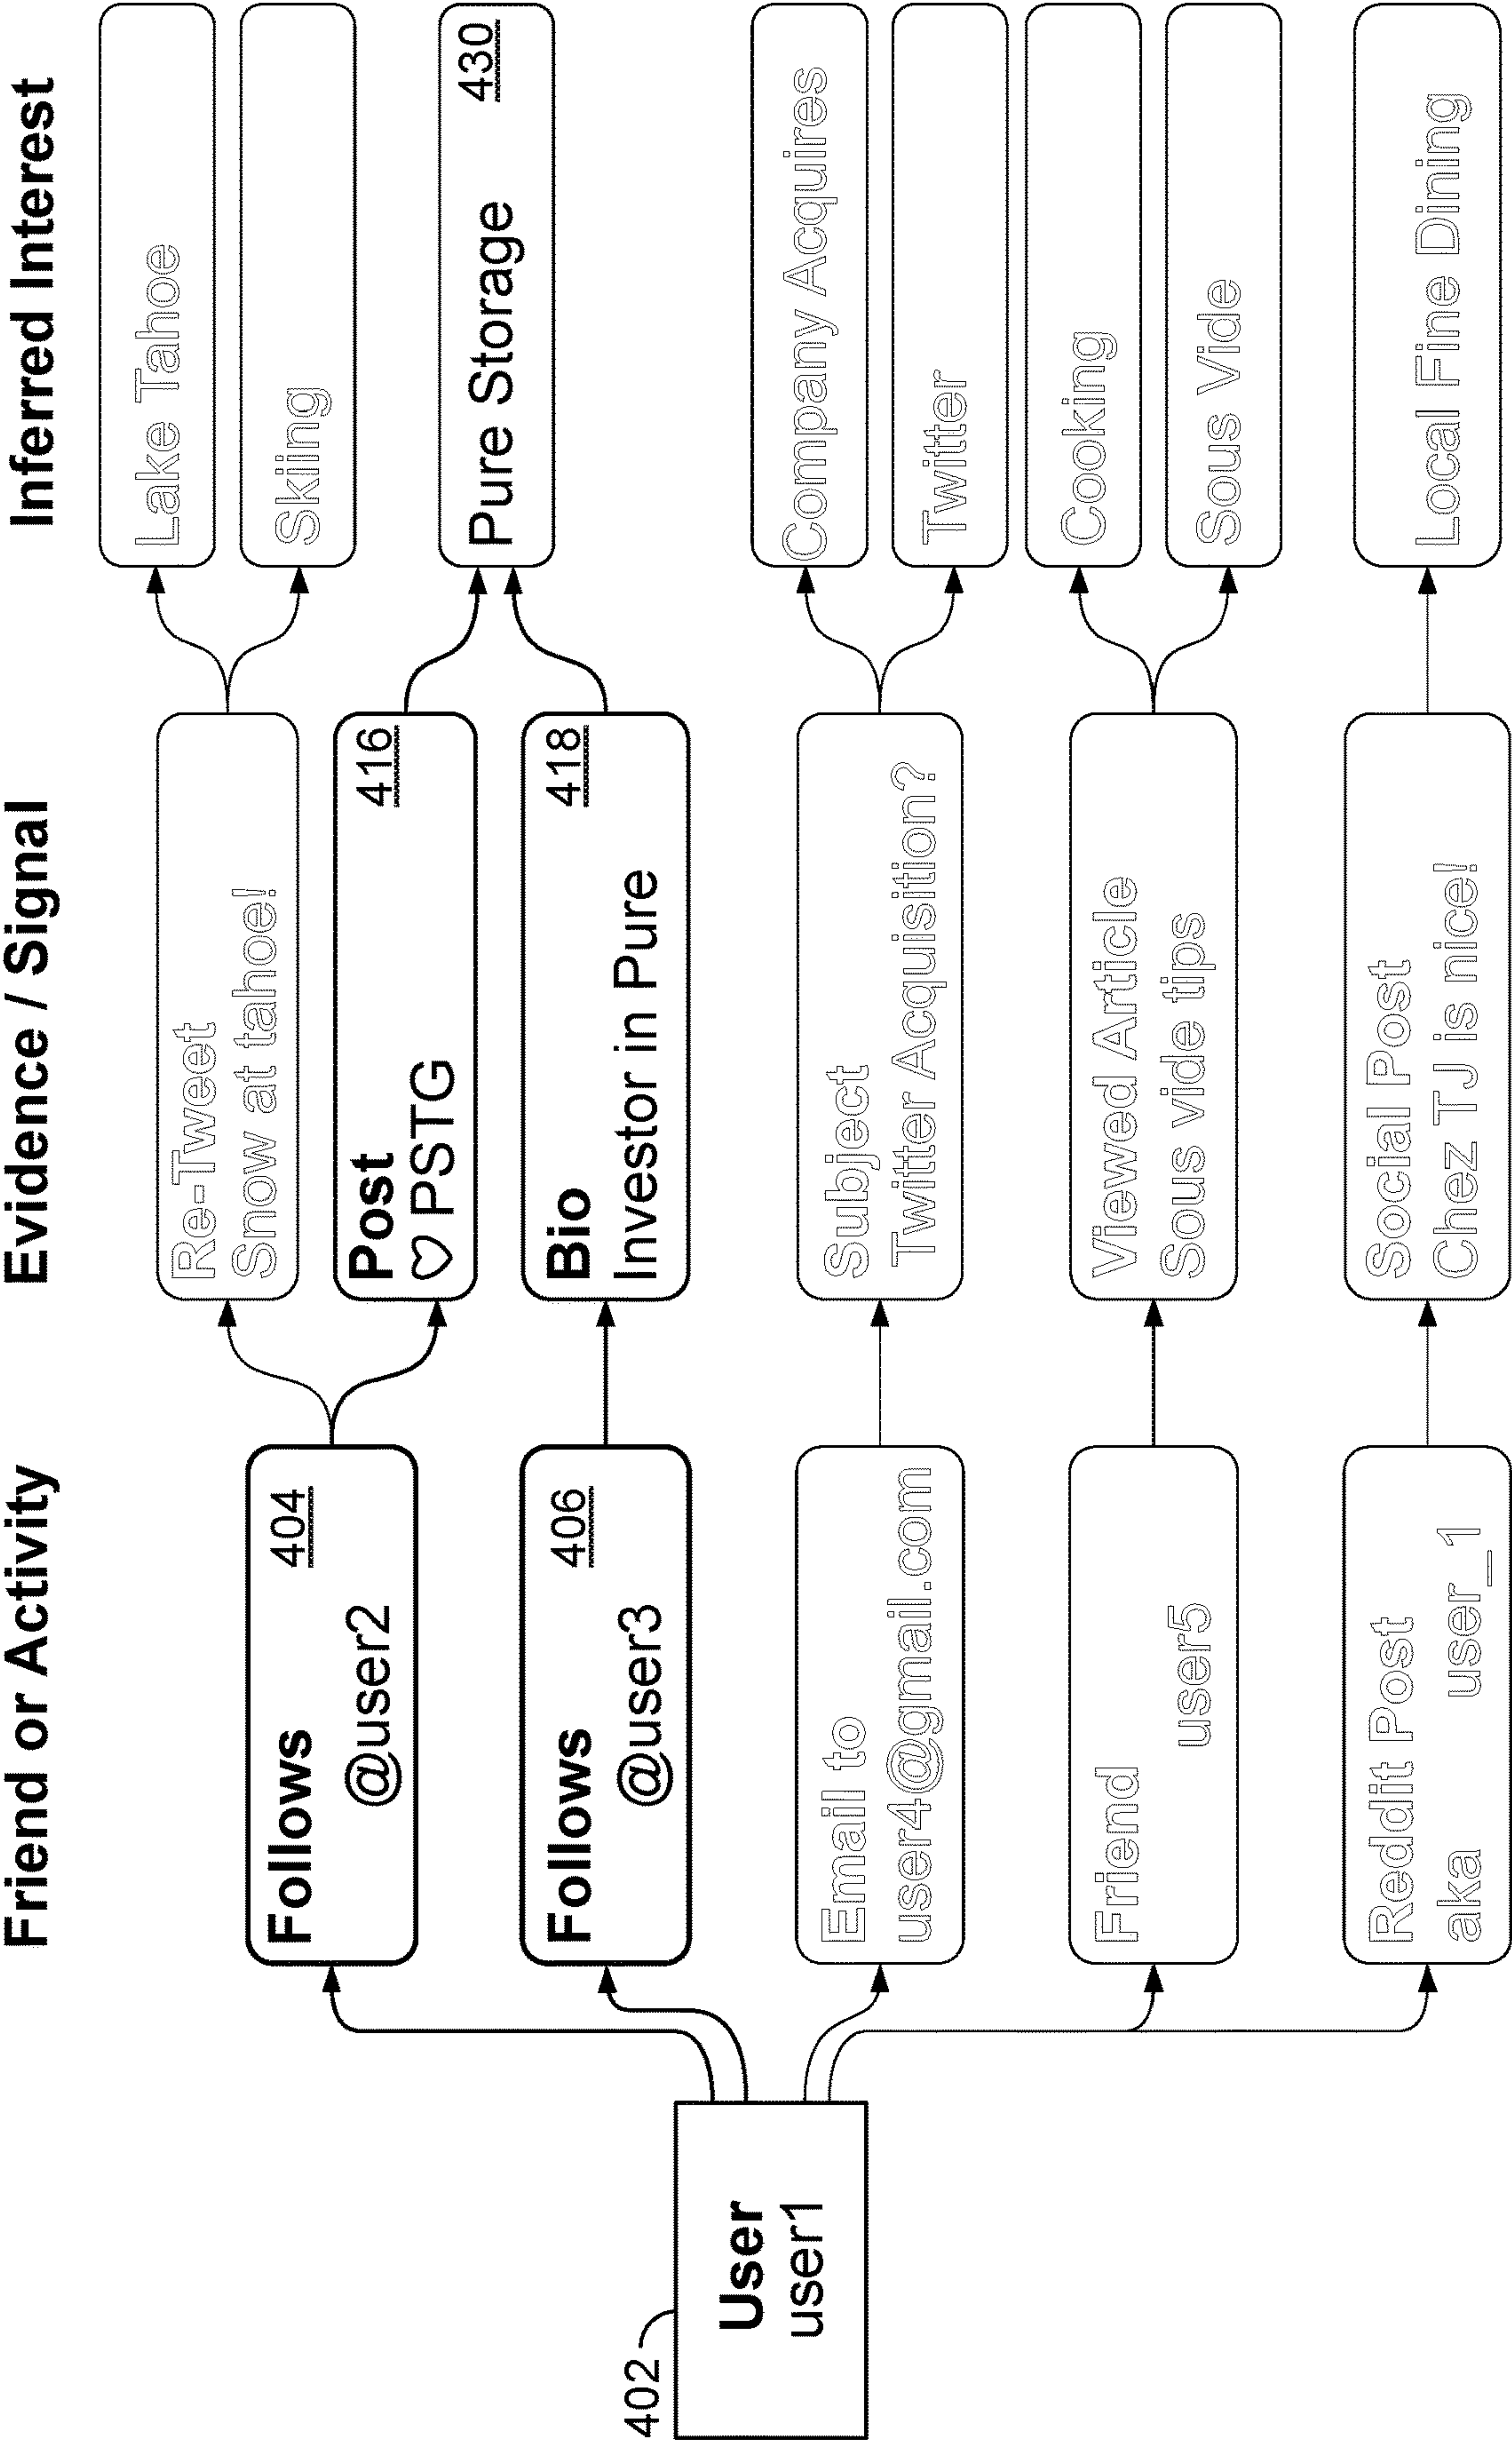 Friend or Activity
Evidence / Signal
Inferred Interest
402
User
user1
Follows 404
@user2
Follows 406
@user3
Email to
user4@gmail.com
Friend
user5
Reddit Post
aka user_1
Re-Tweet
Snow at tahoe!
Post 416
♡ PSTG
Bio 418
Investor in Pure
Subject
Twitter Acquisition?
Viewed Article
Sous vide tips
Social Post
Chez TJ is nice!
Lake Tahoe
Skiing
Pure Storage 430
Company Acquires
Twitter
Cooking
Sous Vide
Local Fine Dining